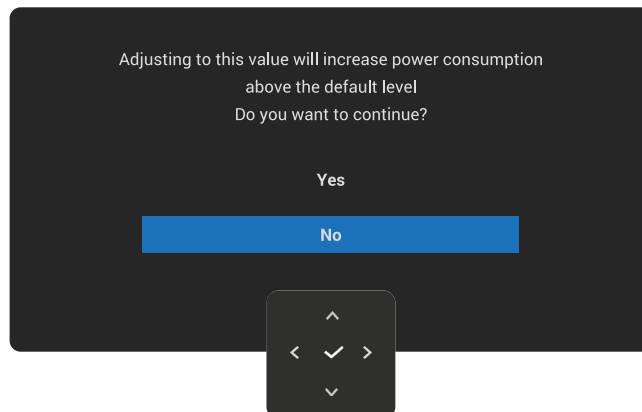 Adjusting to this value will increase power consumption
above the default level
Do you want to continue?
Yes
No